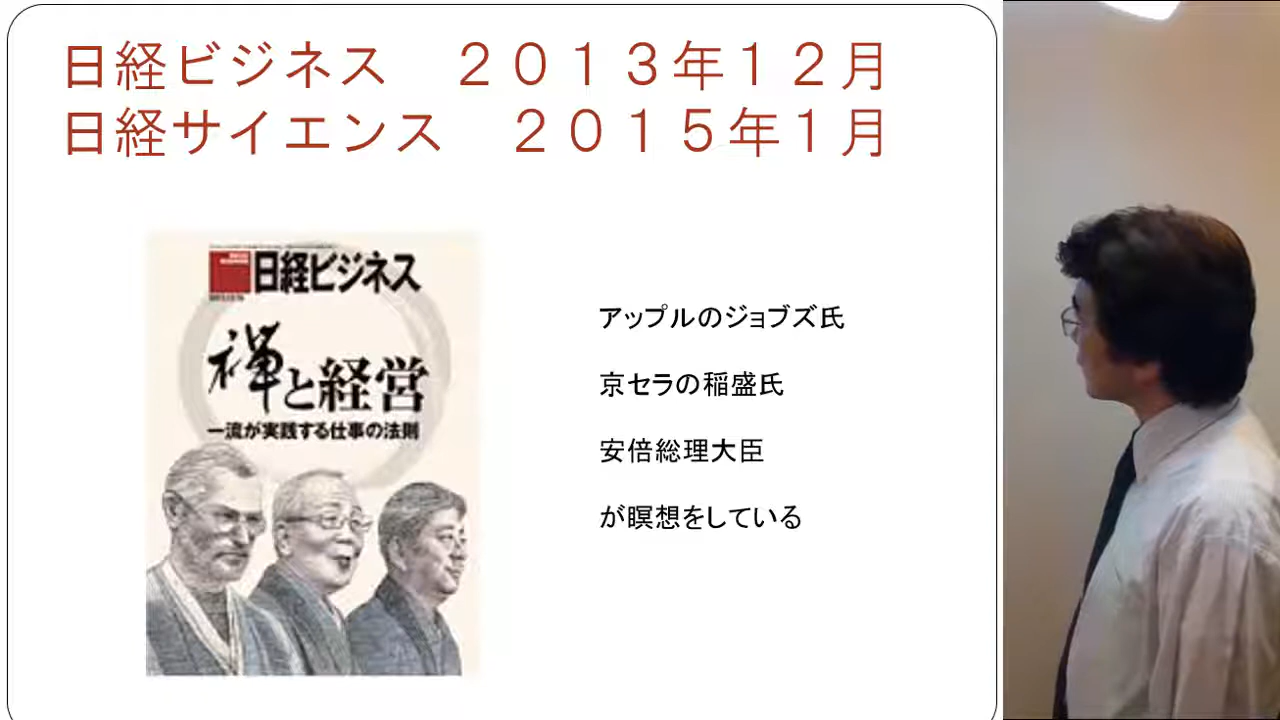 日経ビジネス　２０１３年１２月
日経サイエンス　２０１５年１月
日経ビジネス
禅と経営
一流が実践する仕事の法則
アップルのジョブズ氏
京セラの稲盛氏
安倍総理大臣
が瞑想をしている